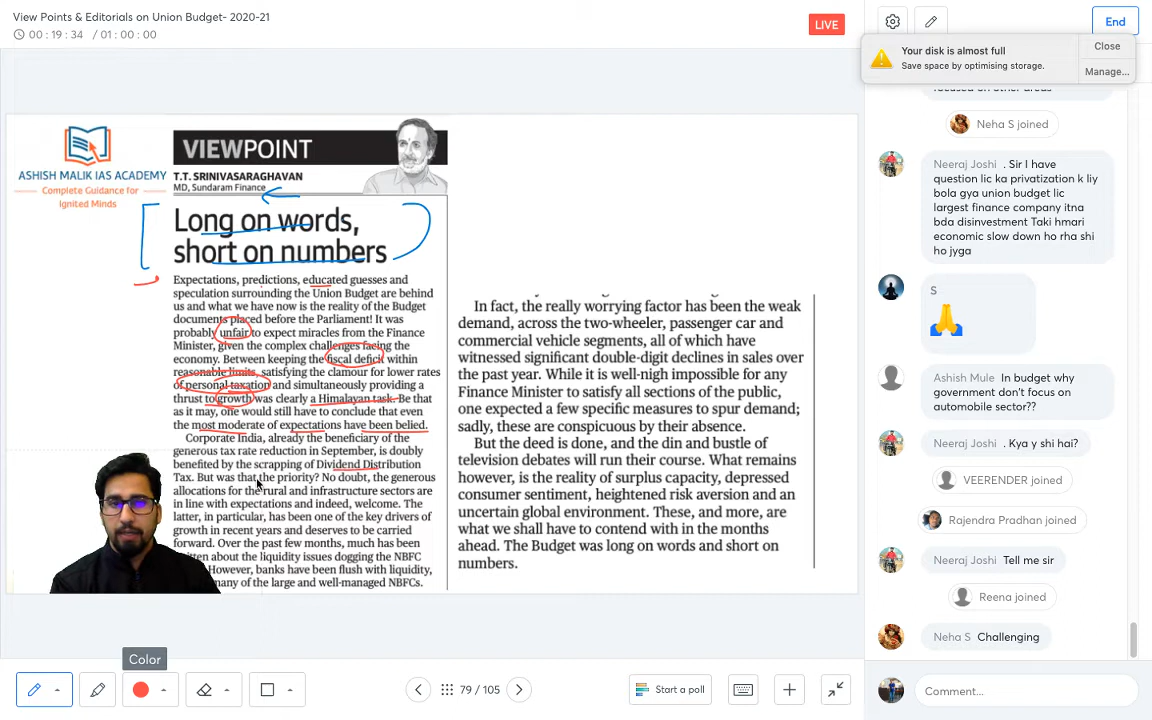 View Points & Editorials on Union Budget- 2020-21
00 : 19 : 34 / 01 : 00 : 00
LIVE
End
Your disk is almost full
Save space by optimising storage.
Close
Manage...
ASHISH MALIK IAS ACADEMY
Complete Guidance for
Ignited Minds
VIEWPOINT
T.T. SRINIVASARAGHAVAN
MD, Sundaram Finance
Long on words,
short on numbers
Expectations, predictions, educated guesses and
speculation surrounding the Union Budget are behind
us and what we have now is the reality of the Budget
documents placed before the Parliament! It was
probably unfair to expect miracles from the Finance
Minister, given the complex challenges facing the
economy. Between keeping the fiscal deficit within
reasonable limits, satisfying the clamour for lower rates
of personal taxation and simultaneously providing a
thrust to growth was clearly a Himalayan task. Be that
as it may, one would still have to conclude that even
the most moderate of expectations have been belied.
Corporate India, already the beneficiary of the
generous tax rate reduction in September, is doubly
benefited by the scrapping of Dividend Distribution
Tax. But was that the priority? No doubt, the generous
allocations for the rural and infrastructure sectors are
in line with expectations and indeed, welcome. The
latter, in particular, has been one of the key drivers of
growth in recent years and deserves to be carried
forward. Over the past few months, much has been
about the liquidity issues dogging the NBFC
However, banks have been flush with liquidity,
many of the large and well-managed NBFCs.
In fact, the really worrying factor has been the weak
demand, across the two-wheeler, passenger car and
commercial vehicle segments, all of which have
witnessed significant double-digit declines in sales over
the past year. While it is well-nigh impossible for any
Finance Minister to satisfy all sections of the public,
one expected a few specific measures to spur demand;
sadly, these are conspicuous by their absence.
But the deed is done, and the din and bustle of
television debates will run their course. What remains
however, is the reality of surplus capacity, depressed
consumer sentiment, heightened risk aversion and an
uncertain global environment. These, and more, are
what we shall have to contend with in the months
ahead. The Budget was long on words and short on
numbers.
Neha S joined
Neeraj Joshi . Sir I have
question lic ka privatization k liy
bola gya union budget lic
largest finance company itna
bda disinvestment Taki hmari
economic slow down ho rha shi
ho jyga
S
Ashish Mule In budget why
government don't focus on
automobile sector??
Neeraj Joshi . Kya y shi hai?
VEERENDER joined
Rajendra Pradhan joined
Neeraj Joshi Tell me sir
Reena joined
Neha S Challenging
Color
79 / 105
Start a poll
Comment...